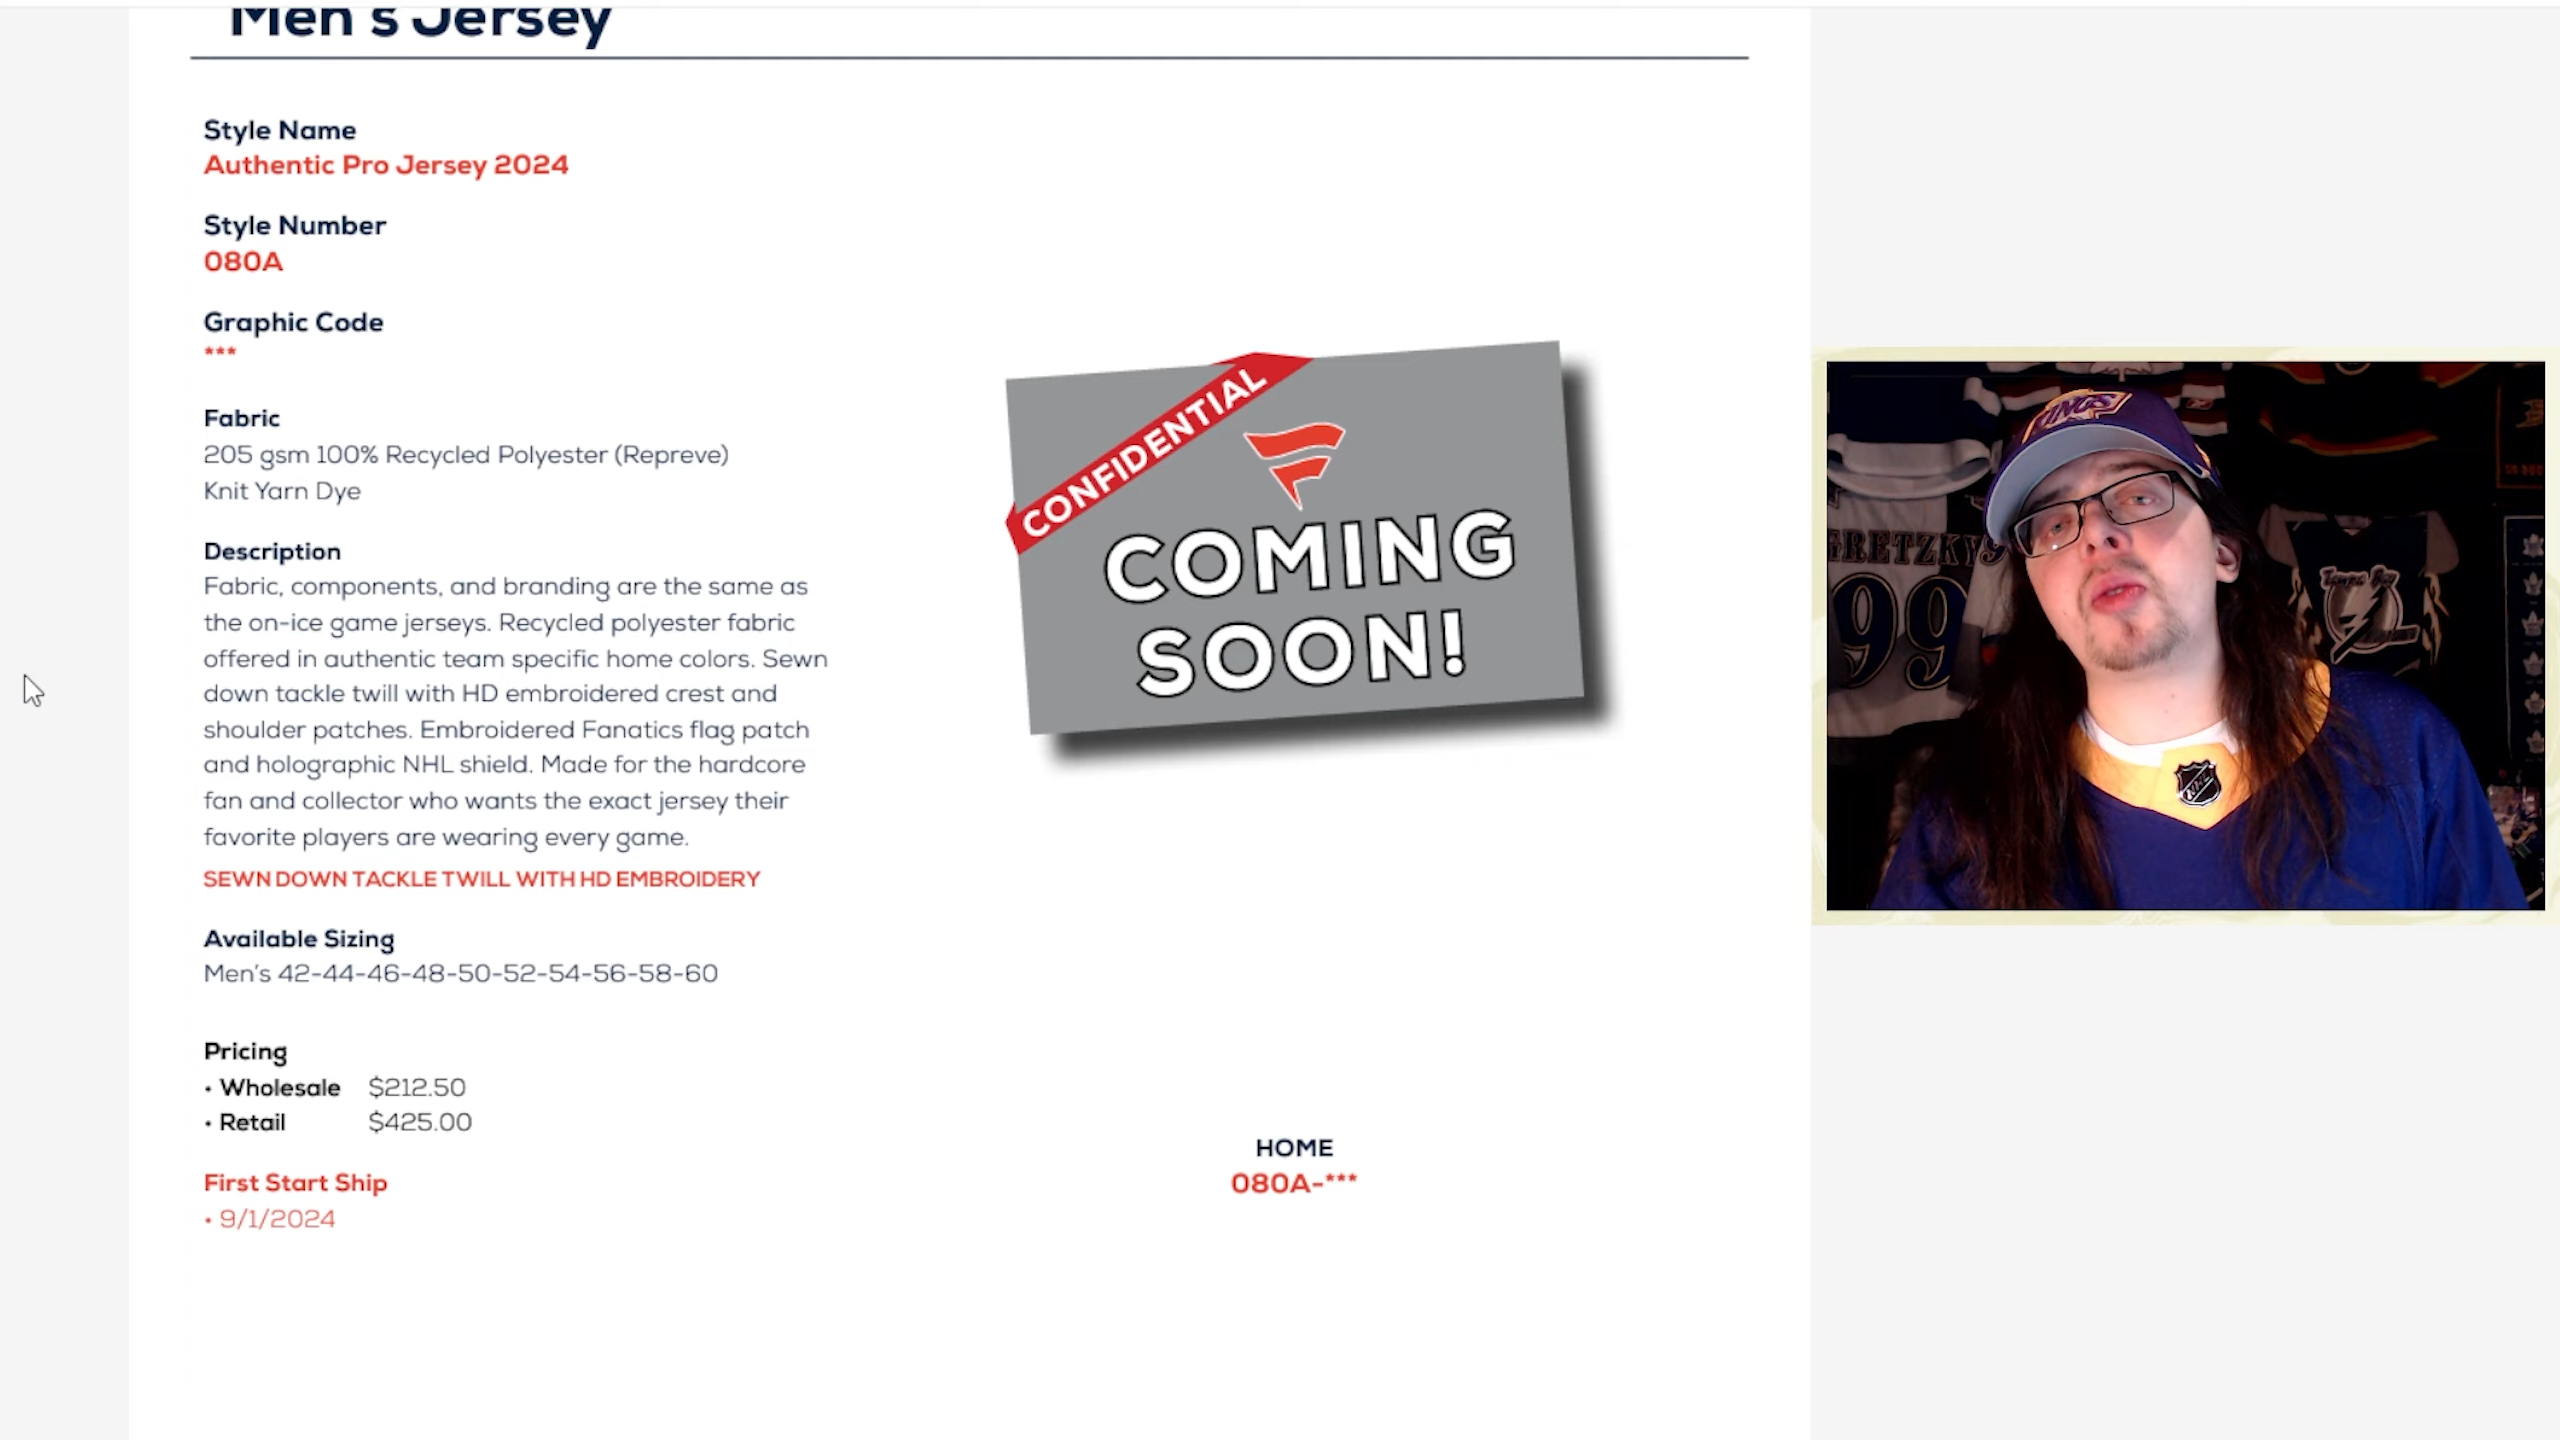 Men's Jersey
Style Name
Authentic Pro Jersey 2024
Style Number
080A
Graphic Code
***
Fabric
205 gsm 100% Recycled Polyester (Repreve)
Knit Yarn Dye
Description
Fabric, components, and branding are the same as
the on-ice game jerseys. Recycled polyester fabric
offered in authentic team specific home colors. Sewn
down tackle twill with HD embroidered crest and
shoulder patches. Embroidered Fanatics flag patch
and holographic NHL shield. Made for the hardcore
fan and collector who wants the exact jersey their
favorite players are wearing every game.
SEWN DOWN TACKLE TWILL WITH HD EMBROIDERY
Available Sizing
Men's 42-44-46-48-50-52-54-56-58-60
Pricing
• Wholesale $212.50
• Retail $425.00
First Start Ship
• 9/1/2024
CONFIDENTIAL
COMING
SOON!
HOME
080A-***
KINGS
GRETZKY
99
Tampa Bay
NHL